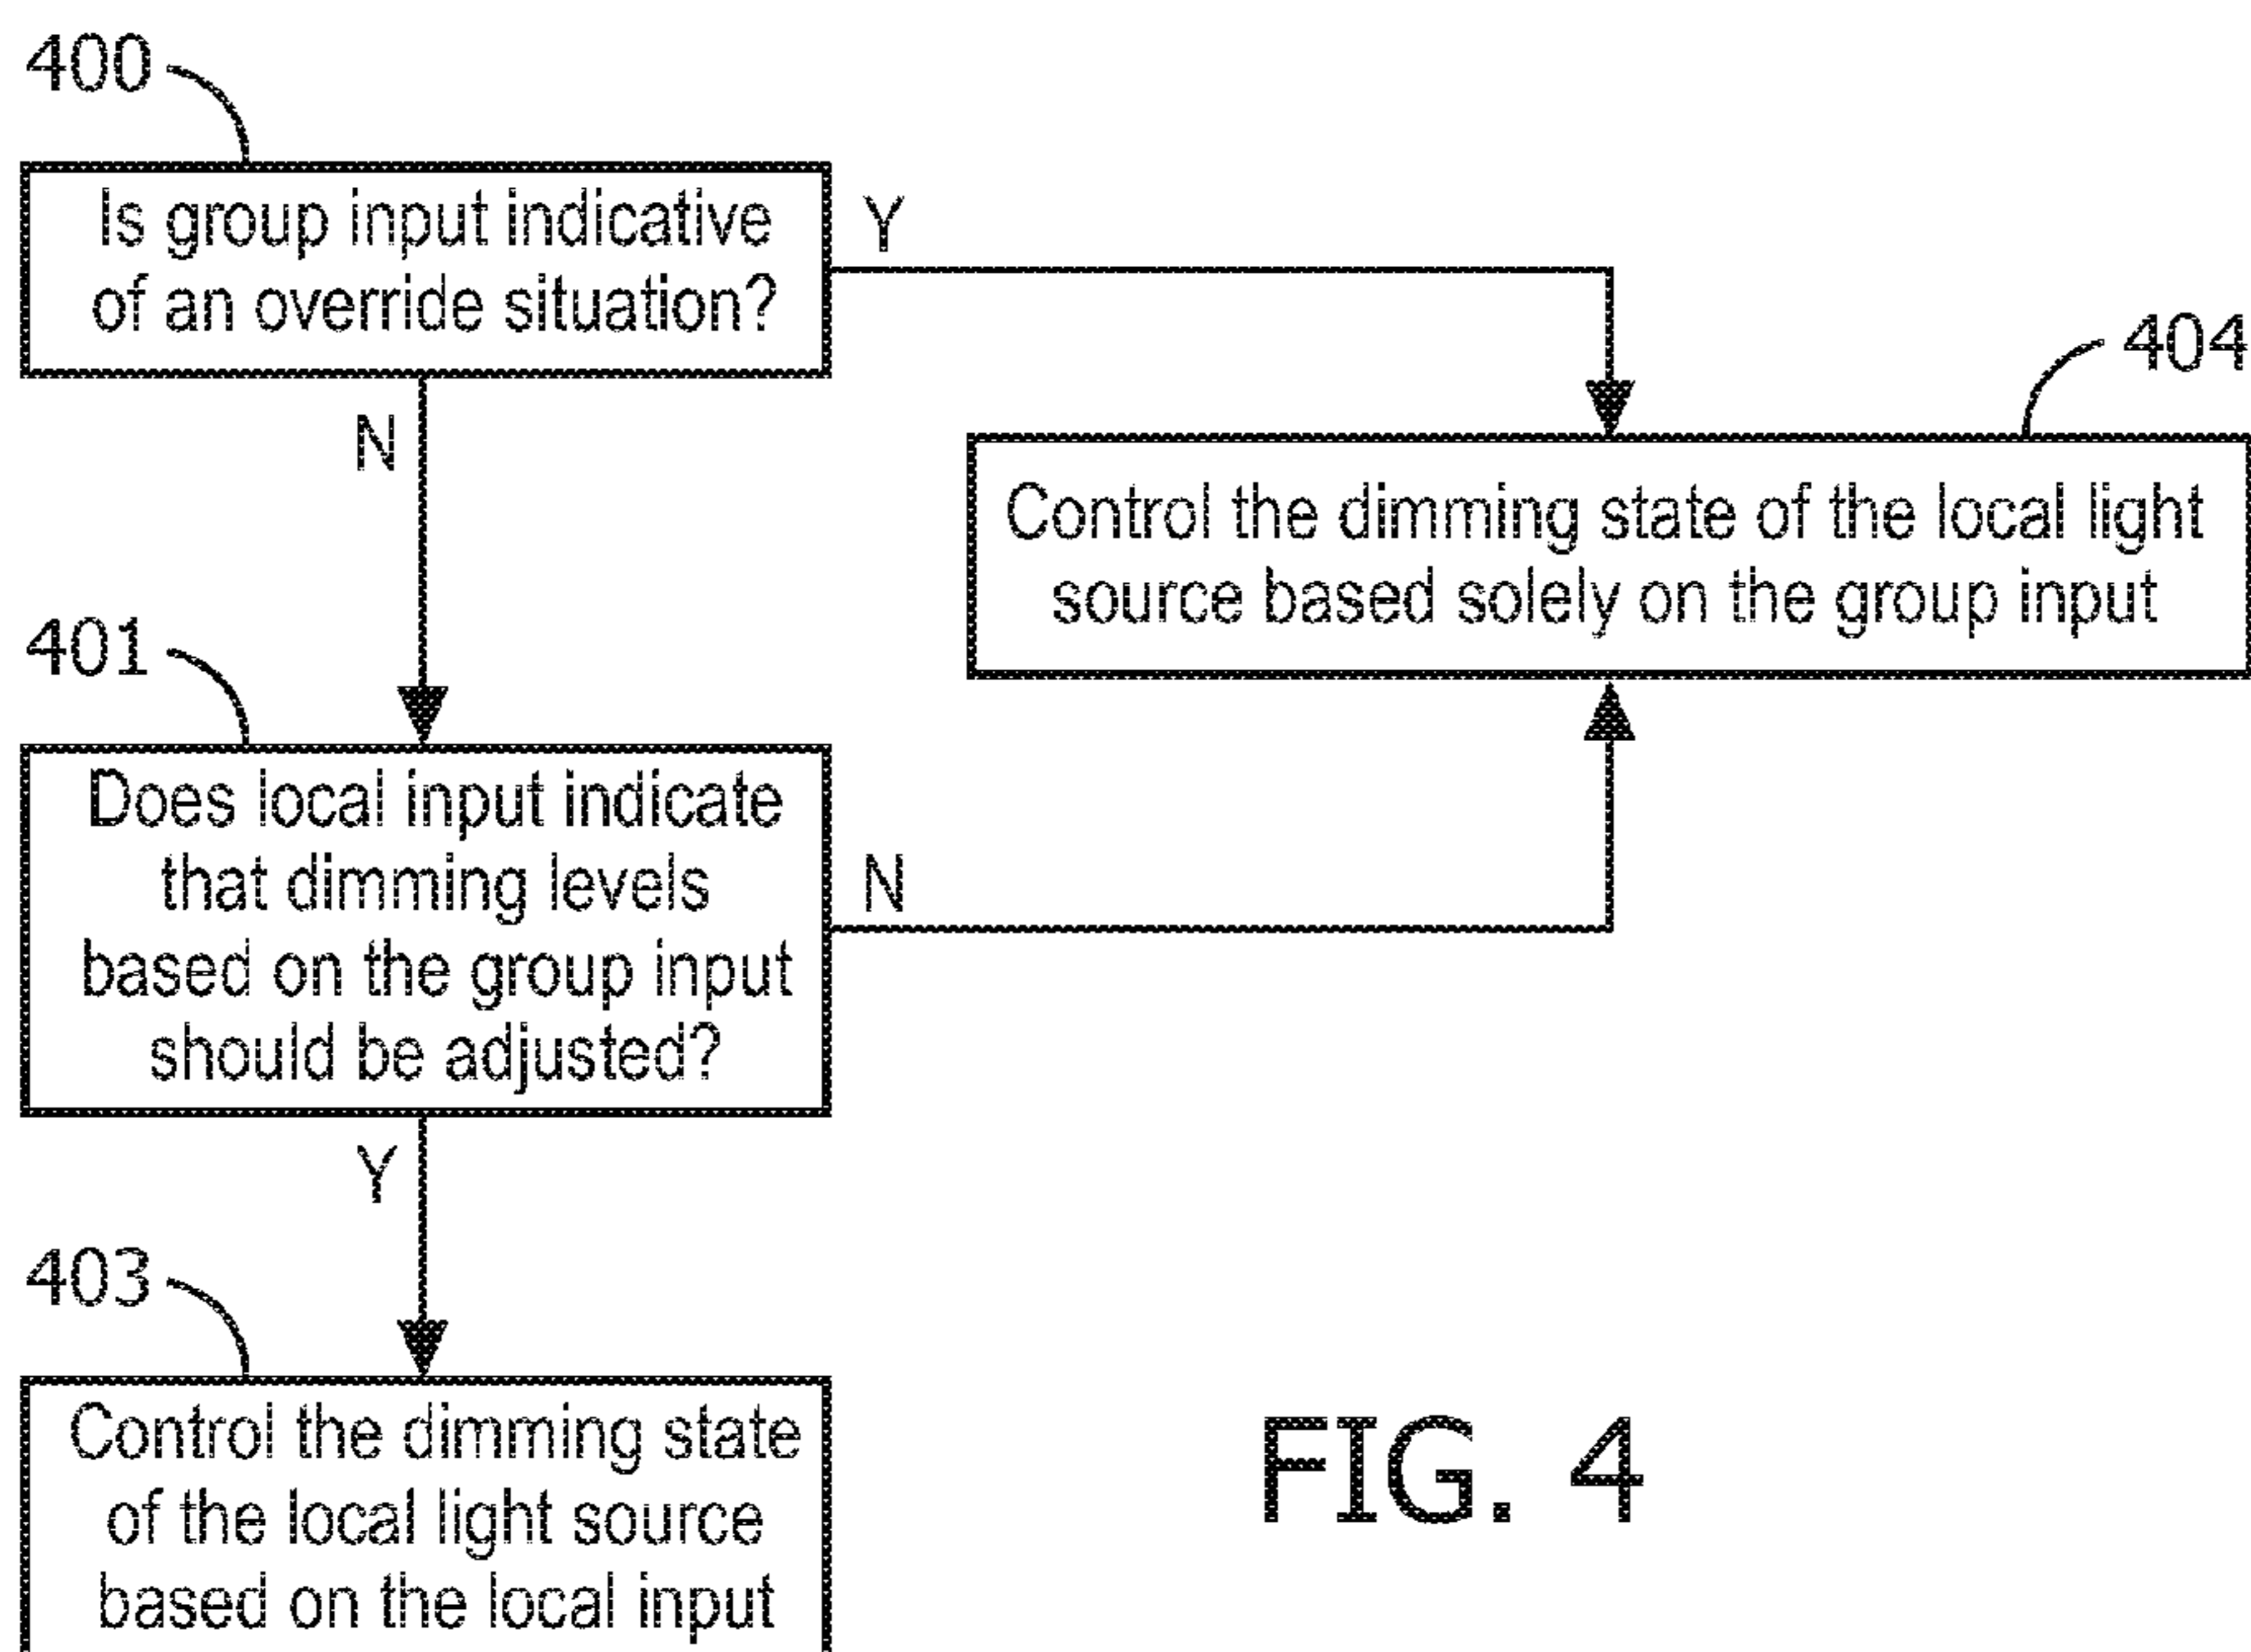 400
Is group input indicative
of an override situation?
Y
N
404
Control the dimming state of the local light
source based solely on the group input
401
Does local input indicate
that dimming levels
based on the group input
should be adjusted?
N
Y
403
Control the dimming state
of the local light source
based on the local input
FIG. 4